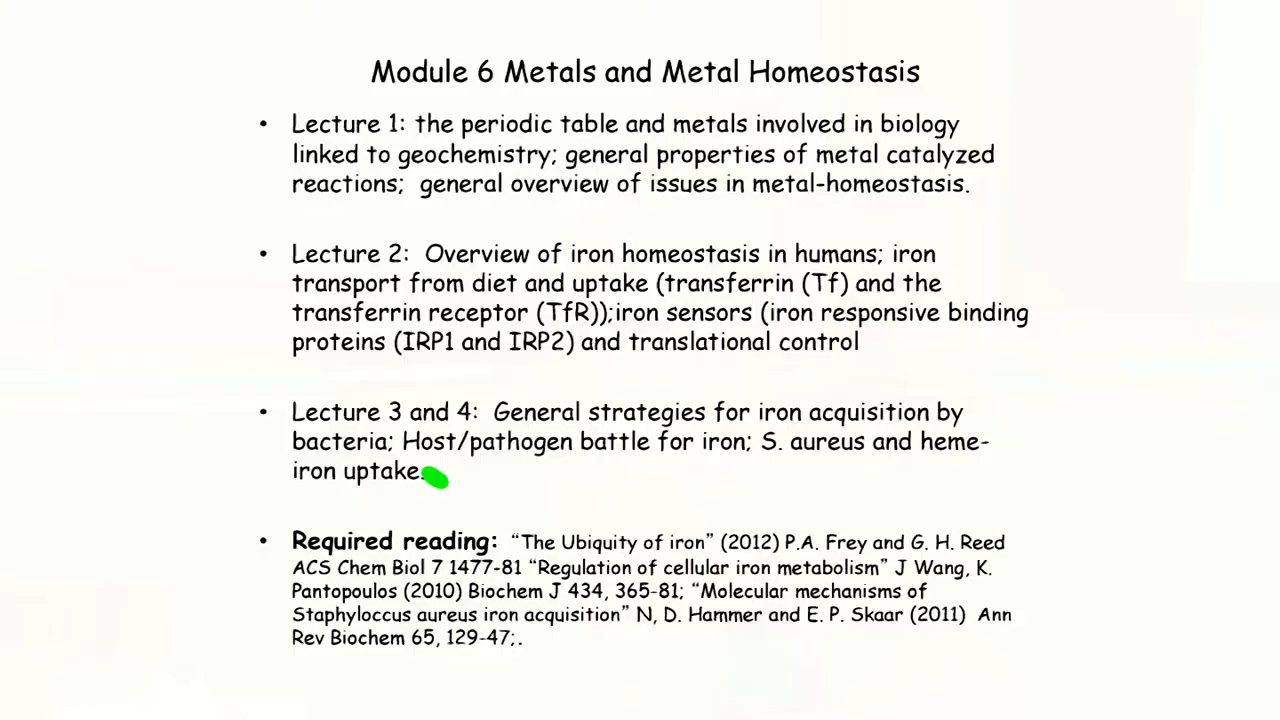 Module 6 Metals and Metal Homeostasis
• Lecture 1: the periodic table and metals involved in biology
linked to geochemistry; general properties of metal catalyzed
reactions; general overview of issues in metal-homeostasis.
• Lecture 2: Overview of iron homeostasis in humans; iron
transport from diet and uptake (transferrin (Tf) and the
transferrin receptor (TfR));iron sensors (iron responsive binding
proteins (IRP1 and IRP2) and translational control
• Lecture 3 and 4: General strategies for iron acquisition by
bacteria; Host/pathogen battle for iron; S. aureus and heme-
iron uptake.
• Required reading: “The Ubiquity of iron” (2012) P.A. Frey and G. H. Reed
ACS Chem Biol 7 1477-81 “Regulation of cellular iron metabolism” J Wang, K.
Pantopoulos (2010) Biochem J 434, 365-81; “Molecular mechanisms of
Staphyloccus aureus iron acquisition” N, D. Hammer and E. P. Skaar (2011) Ann
Rev Biochem 65, 129-47;.